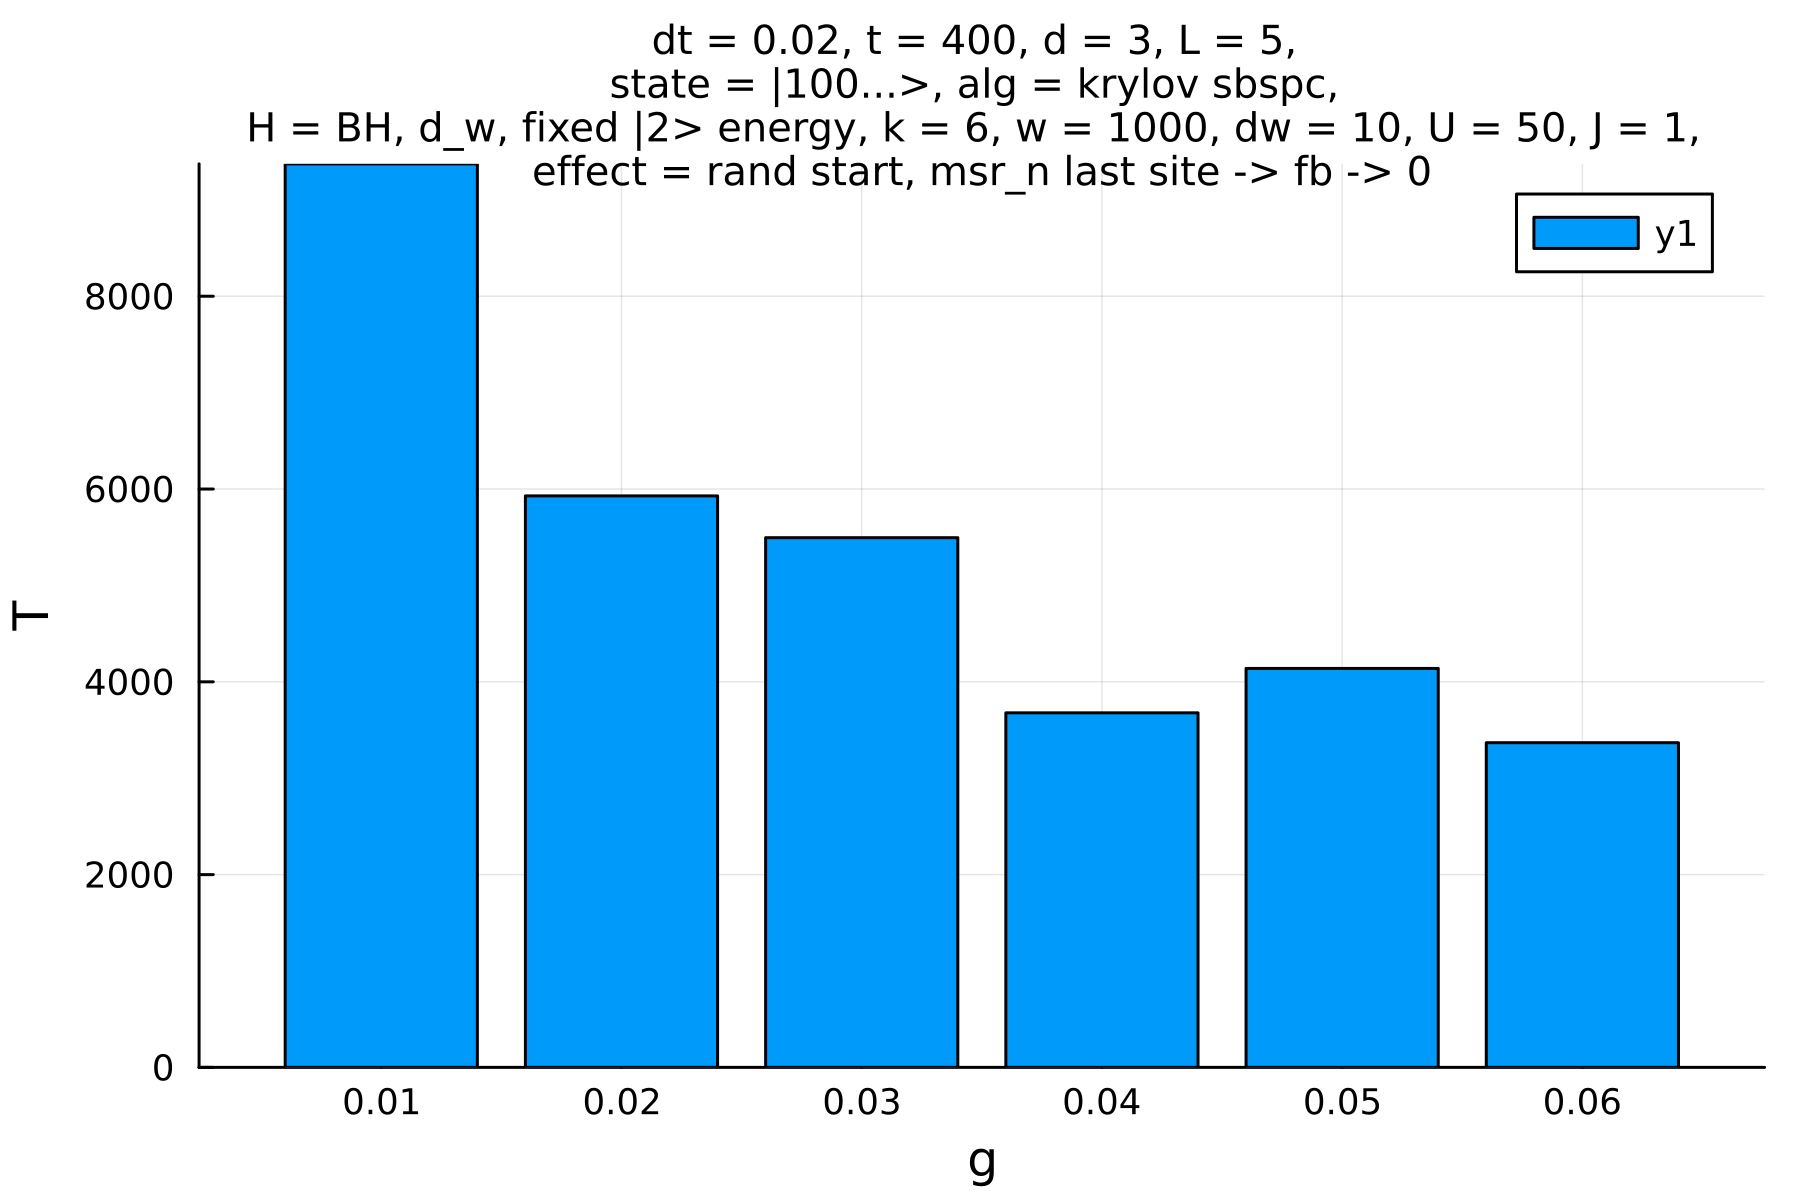 dt = 0.02, t = 400, d = 3, L = 5,
state = |100...>, alg = krylov sbspc,
H = BH, d_w, fixed |2> energy, k = 6, w = 1000, dw = 10, U = 50, J = 1,
effect = rand start, msr_n last site -> fb -> 0
y1
8000
6000
4000
2000
0
T
0.01 0.02 0.03 0.04 0.05 0.06
g